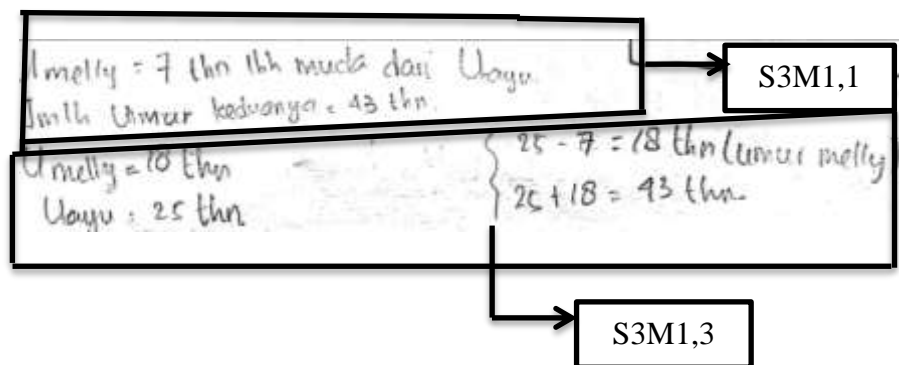 Umelly = 7 thn lbh muda dari Uayu.
Jmlh Umur keduanya = 43 thn.
S3M1,1
Umelly = 18 thn
Uayu = 25 thn
25 - 7 = 18 thn (umur melly
25 + 18 = 43 thn.
S3M1,3